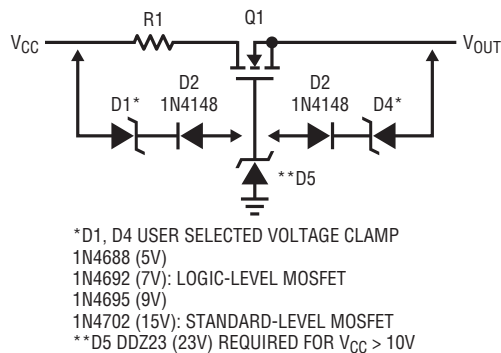 R1
Q1
VCC
VOUT
D1*
D2
1N4148
D2
1N4148
D4*
**D5
*D1, D4 USER SELECTED VOLTAGE CLAMP
1N4688 (5V)
1N4692 (7V): LOGIC-LEVEL MOSFET
1N4695 (9V)
1N4702 (15V): STANDARD-LEVEL MOSFET
**D5 DDZ23 (23V) REQUIRED FOR VCC > 10V